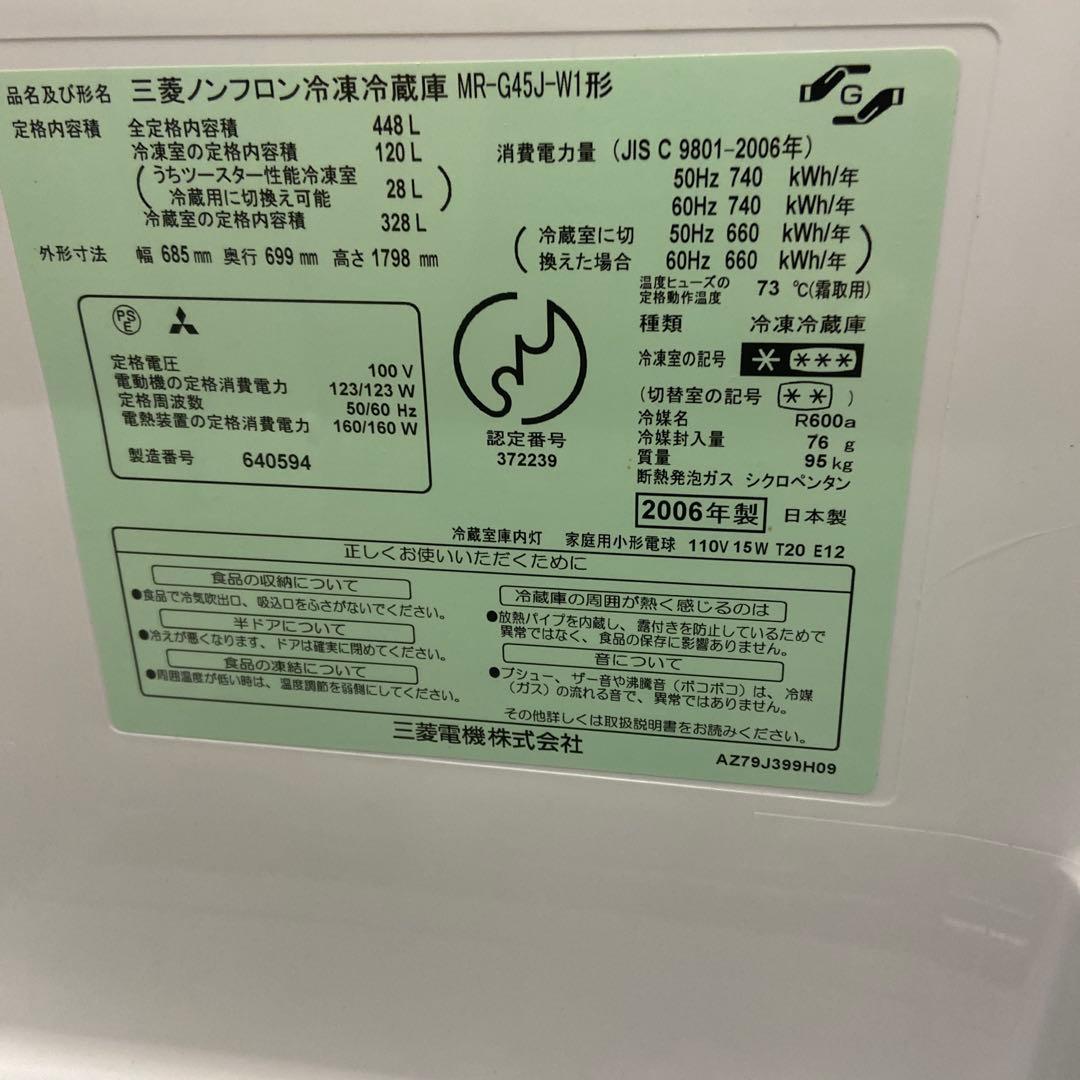 品名及び形名 三菱ノンフロン冷凍冷蔵庫 MR-G45J-W1形
G
定格内容積 全定格内容積 448 L
冷凍室の定格内容積 120 L
(うちツースター性能冷凍室
冷蔵用に切換え可能 28 L)
冷蔵室の定格内容積 328 L
外形寸法 幅 685 mm 奥行 699 mm 高さ 1798 mm
消費電力量 (JIS C 9801-2006年)
50Hz 740 kWh/年
60Hz 740 kWh/年
(冷蔵室に切 50Hz 660 kWh/年
換えた場合 60Hz 660 kWh/年)
温度ヒューズの
定格動作温度 73 ℃(霜取用)
種類 冷凍冷蔵庫
冷凍室の記号 * ***
(切替室の記号 ** )
冷媒名 R600a
冷媒封入量 76 g
質量 95 kg
断熱発泡ガス シクロペンタン
2006年製 日本製
PSE
定格電圧 100 V
電動機の定格消費電力 123/123 W
定格周波数 50/60 Hz
電熱装置の定格消費電力 160/160 W
製造番号 640594
認定番号
372239
冷蔵室庫内灯 家庭用小形電球 110V 15W T20 E12
正しくお使いいただくために
食品の収納について
●食品で冷気吹出口、吸込口をふさがないでください。
半ドアについて
●冷えが悪くなります、ドアは確実に閉めてください。
食品の凍結について
●周囲温度が低い時は、温度調節を弱側にしてください。
冷蔵庫の周囲が熱く感じるのは
●放熱パイプを内蔵し、露付きを防止しているためで
異常ではなく、食品の保存に影響ありません。
音について
●プシュー、ザー音や沸騰音(ポコポコ)は、冷媒
(ガス)の流れる音で、異常ではありません。
その他詳しくは取扱説明書をお読みください。
三菱電機株式会社
AZ79J399H09